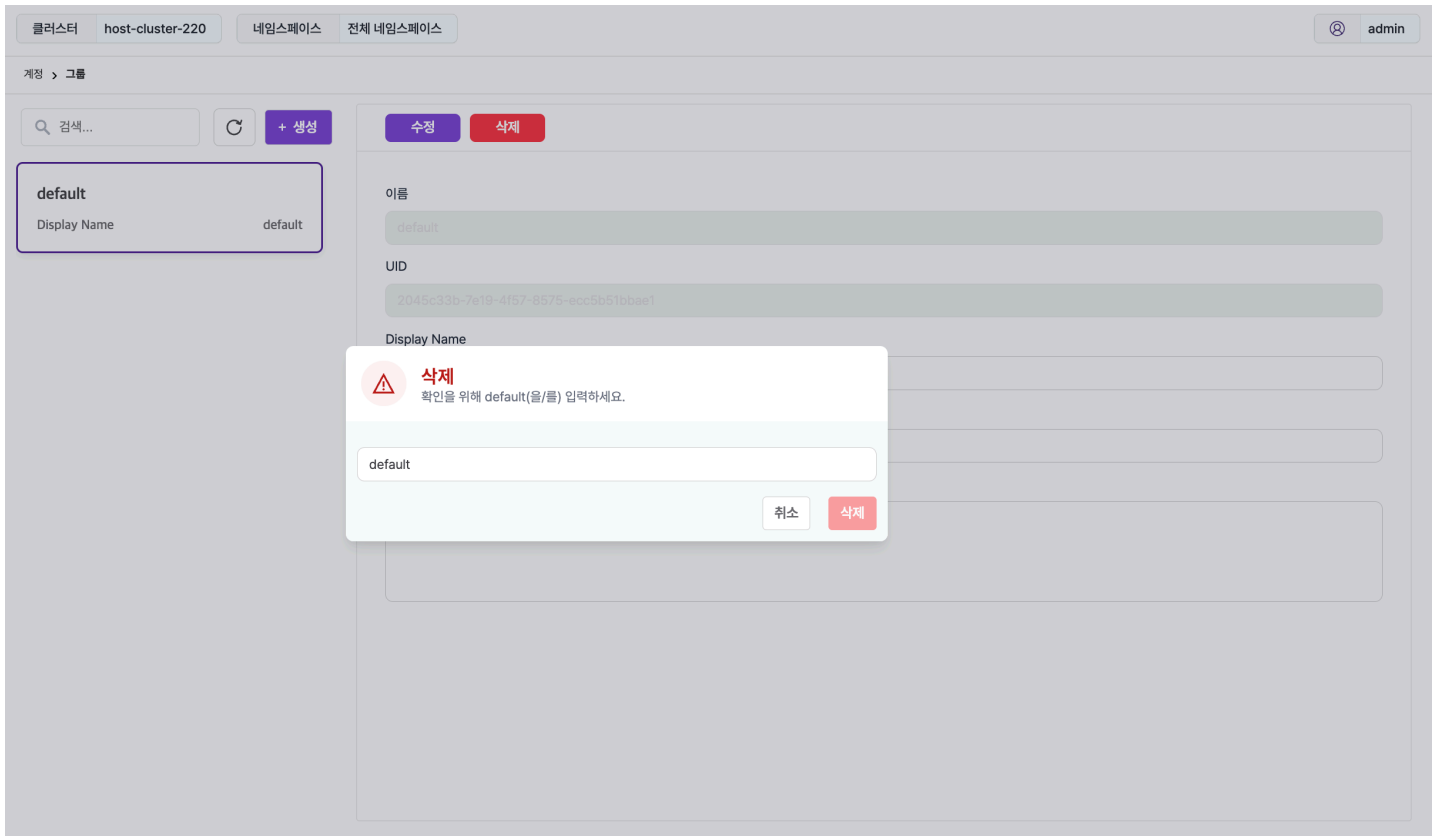 클러스터 host-cluster-220 네임스페이스 전체 네임스페이스 admin
계정 > 그룹
검색... + 생성 수정 삭제
default
Display Name default
이름
default
UID
2045c33b-7e19-4f57-8575-ecc5b51bbae1
Display Name
삭제
확인을 위해 default(을/를) 입력하세요.
default
취소 삭제